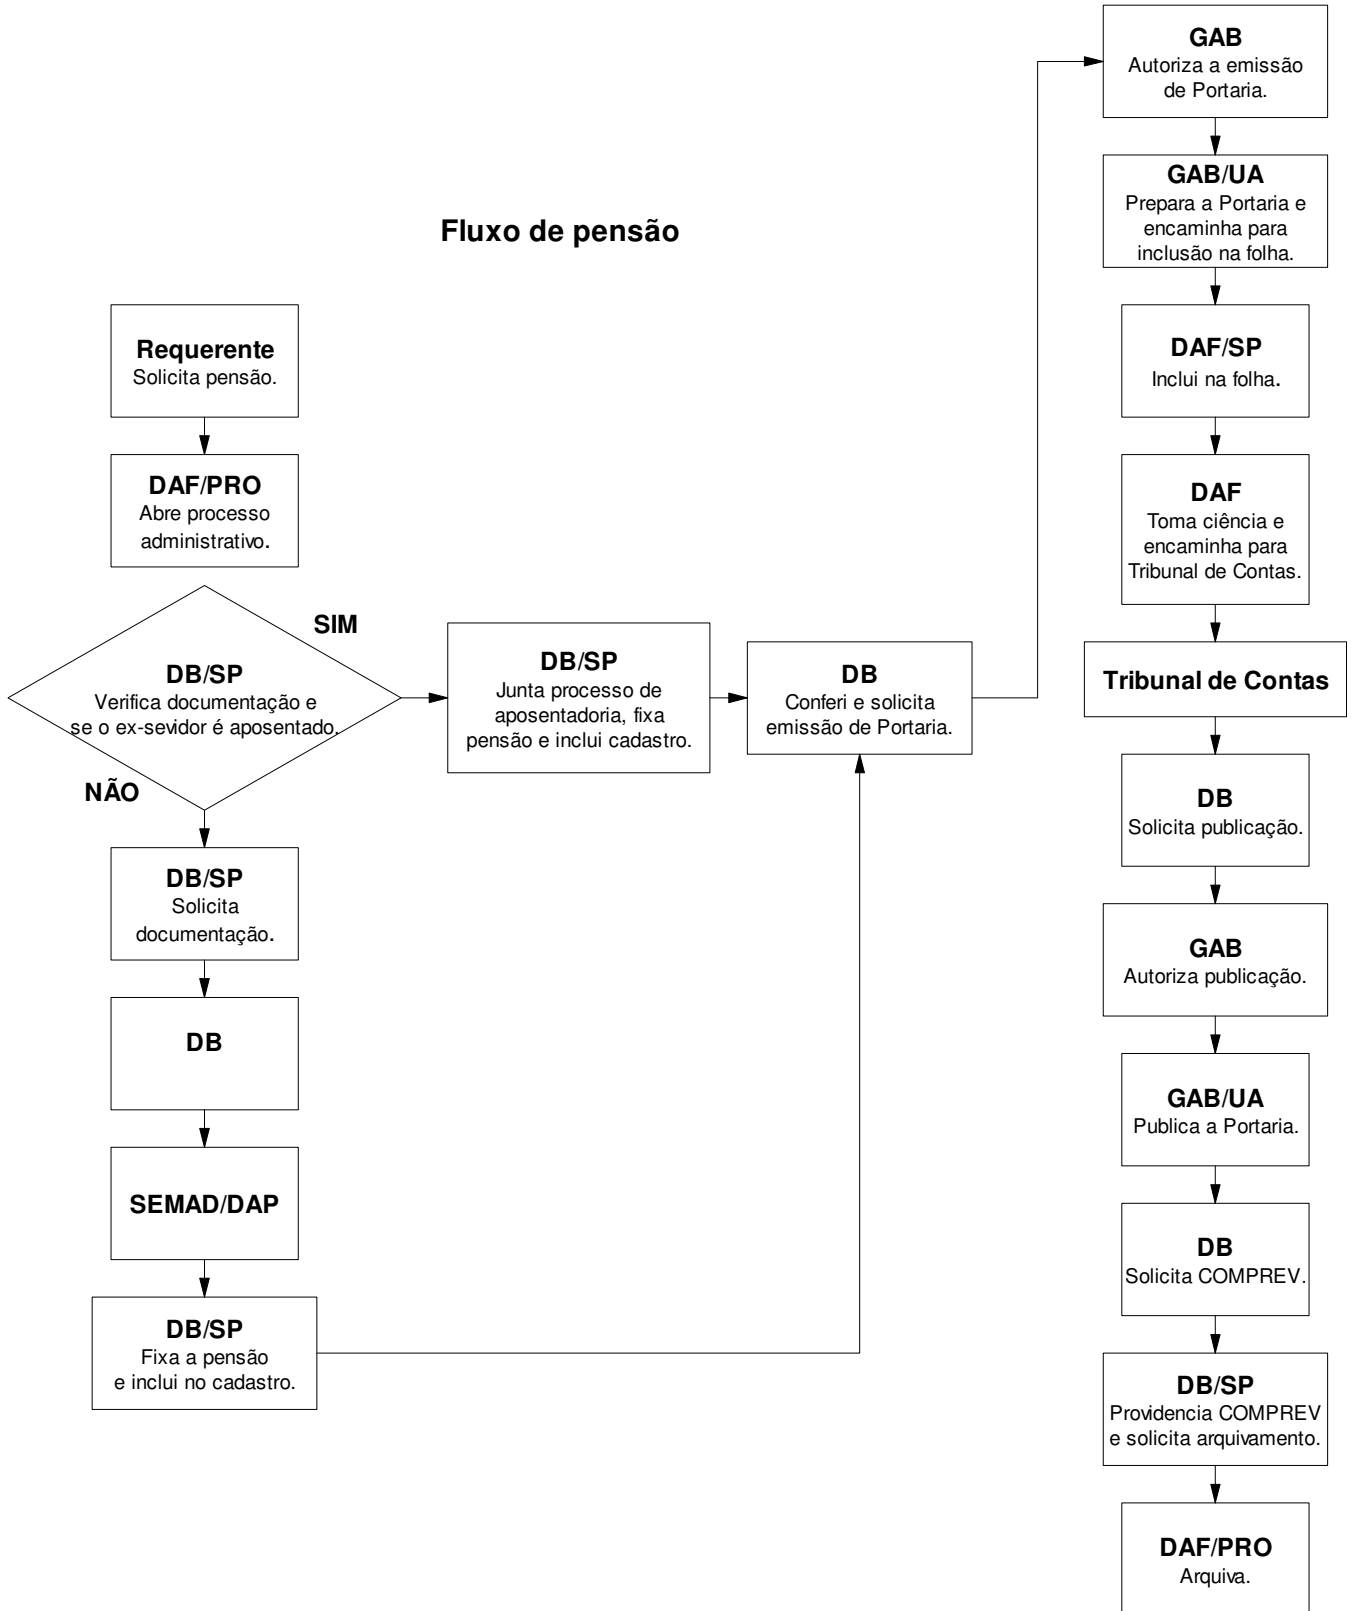 Fluxo de pensão
Requerente
Solicita pensão.
DAF/PRO
Abre processo
administrativo.
DB/SP
Verifica documentação e
se o ex-sevidor é aposentado.
SIM
NÃO
DB/SP
Junta processo de
aposentadoria, fixa
pensão e inclui cadastro.
DB
Conferi e solicita
emissão de Portaria.
DB/SP
Solicita
documentação.
DB
SEMAD/DAP
DB/SP
Fixa a pensão
e inclui no cadastro.
GAB
Autoriza a emissão
de Portaria.
GAB/UA
Prepara a Portaria e
encaminha para
inclusão na folha.
DAF/SP
Inclui na folha.
DAF
Toma ciência e
encaminha para
Tribunal de Contas.
Tribunal de Contas
DB
Solicita publicação.
GAB
Autoriza publicação.
GAB/UA
Publica a Portaria.
DB
Solicita COMPREV.
DB/SP
Providencia COMPREV
e solicita arquivamento.
DAF/PRO
Arquiva.